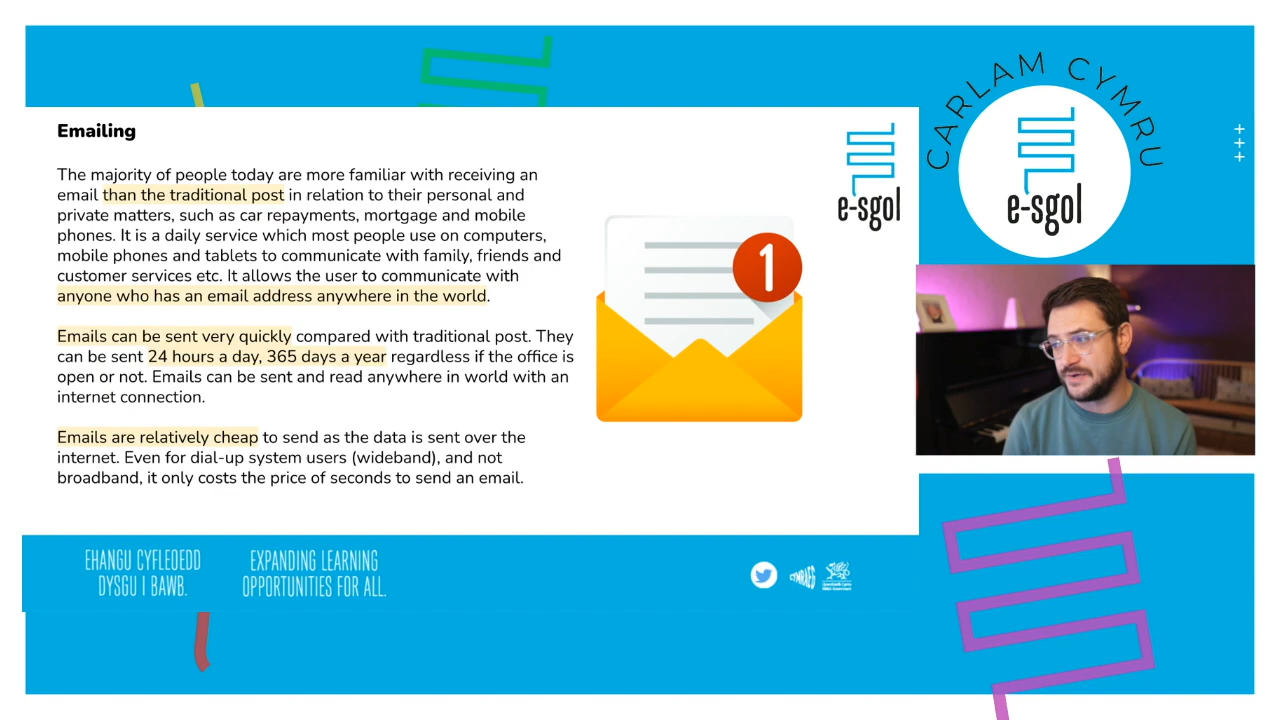 CARLAM CYMRU
e-sgol
Emailing
The majority of people today are more familiar with receiving an
email than the traditional post in relation to their personal and
private matters, such as car repayments, mortgage and mobile
phones. It is a daily service which most people use on computers,
mobile phones and tablets to communicate with family, friends and
customer services etc. It allows the user to communicate with
anyone who has an email address anywhere in the world.
Emails can be sent very quickly compared with traditional post. They
can be sent 24 hours a day, 365 days a year regardless if the office is
open or not. Emails can be sent and read anywhere in world with an
internet connection.
Emails are relatively cheap to send as the data is sent over the
internet. Even for dial-up system users (wideband), and not
broadband, it only costs the price of seconds to send an email.
1
e-sgol
EHANGU CYFLEOEDD
DYSGU I BAWB.
EXPANDING LEARNING
OPPORTUNITIES FOR ALL.
CYMRAEG